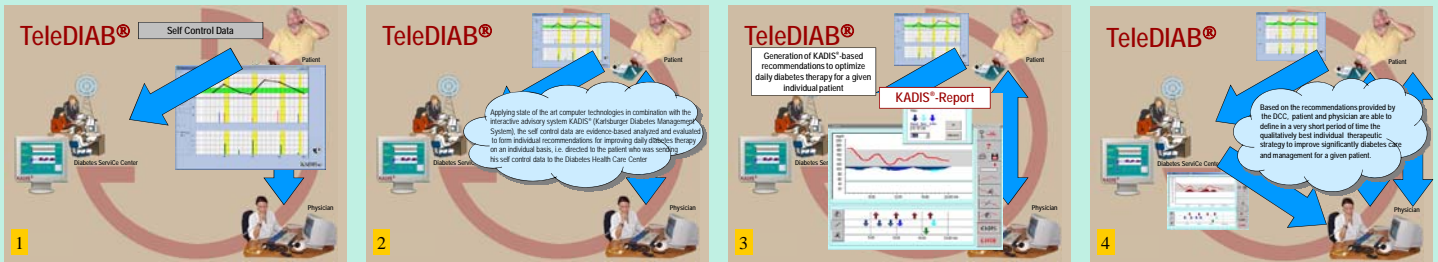 TeleDIAB®
Self Control Data
Patient
Diabetes ServiCe Center
KADIS
Physician
1
TeleDIAB®
Patient
Applying state of the art computer technologies in combination with the
interactive advisory system KADIS® (Karlsburger Diabetes Management
System), the self control data are evidence-based analyzed and evaluated
to form individual recommendations for improving daily diabetes therapy
on an individual basis, i.e. directed to the patient who was sending
his self control data to the Diabetes Health Care Center
Diabetes Servi
Physician
2
TeleDIAB®
Generation of KADIS®-based
recommendations to optimize
daily diabetes therapy for a given
individual patient
Patient
KADIS®-Report
Diabetes Servi
KADIS
Physician
3
TeleDIAB®
Patient
Based on the recommendations provided by
the DCC, patient and physician are able to
define in a very short period of time the
qualitatively best individual therapeutic
strategy to improve significantly diabetes care
and management for a given patient.
Diabetes ServiCe Cente
Physician
4